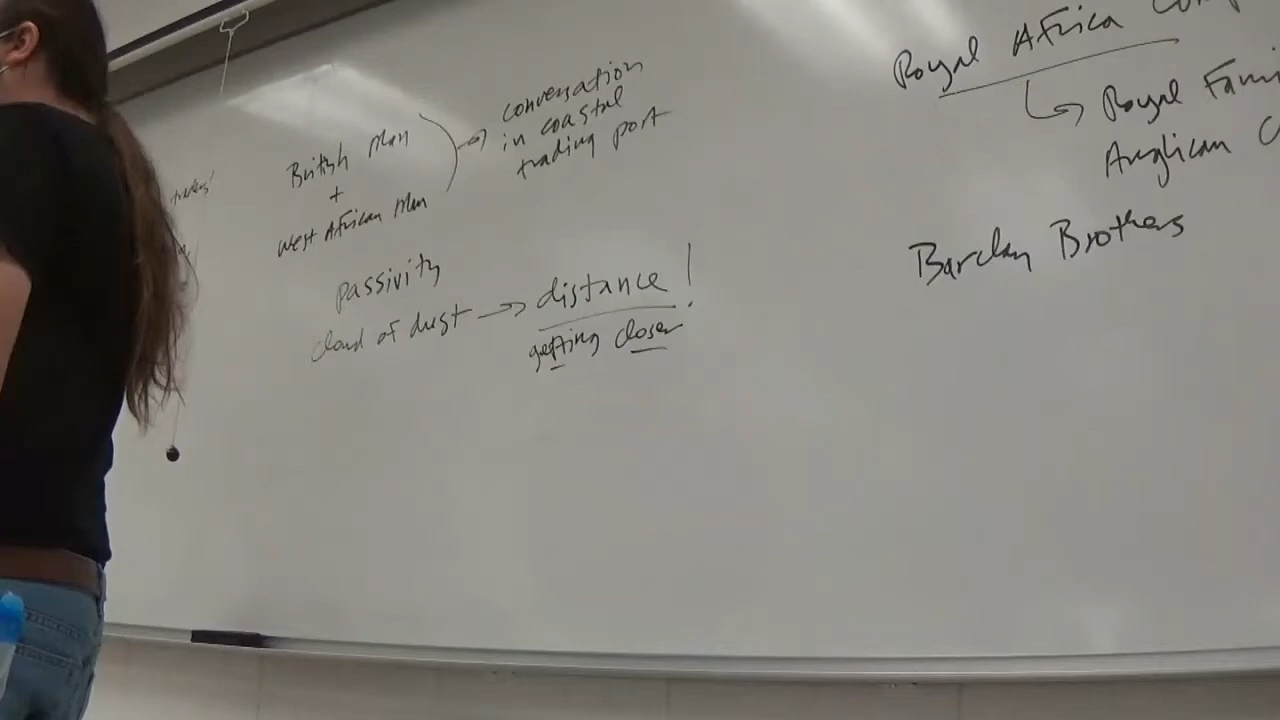 traders'
British Man
+
West African Man
conversation
in coastal
trading port
passivity
cloud of dust → distance!
getting closer
Royal Africa
Royal
Anglican
Barclay Brothers